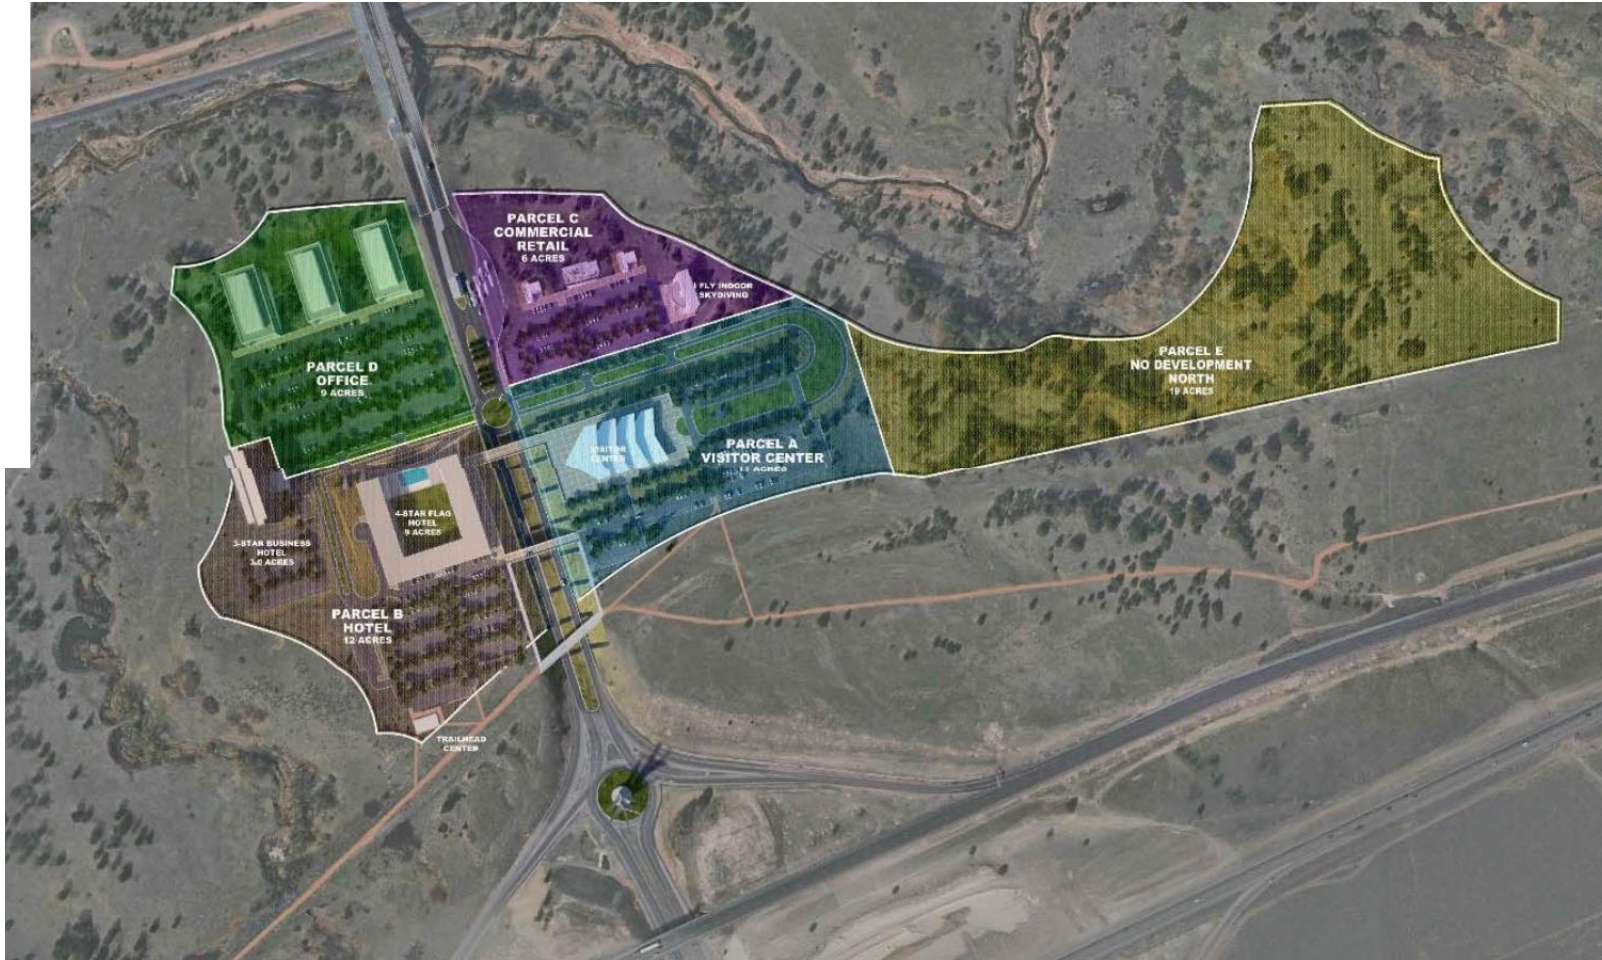 PARCEL C
COMMERCIAL
RETAIL
6 ACRES
I FLY INDOOR
SKYDIVING
PARCEL D
OFFICE
9 ACRES
PARCEL E
NO DEVELOPMENT
NORTH
19 ACRES
VISITOR
CENTER
PARCEL A
VISITOR CENTER
11 ACRES
4-STAR FLAG
HOTEL
9 ACRES
3-STAR BUSINESS
HOTEL
3.0 ACRES
PARCEL B
HOTEL
12 ACRES
TRAILHEAD
CENTER